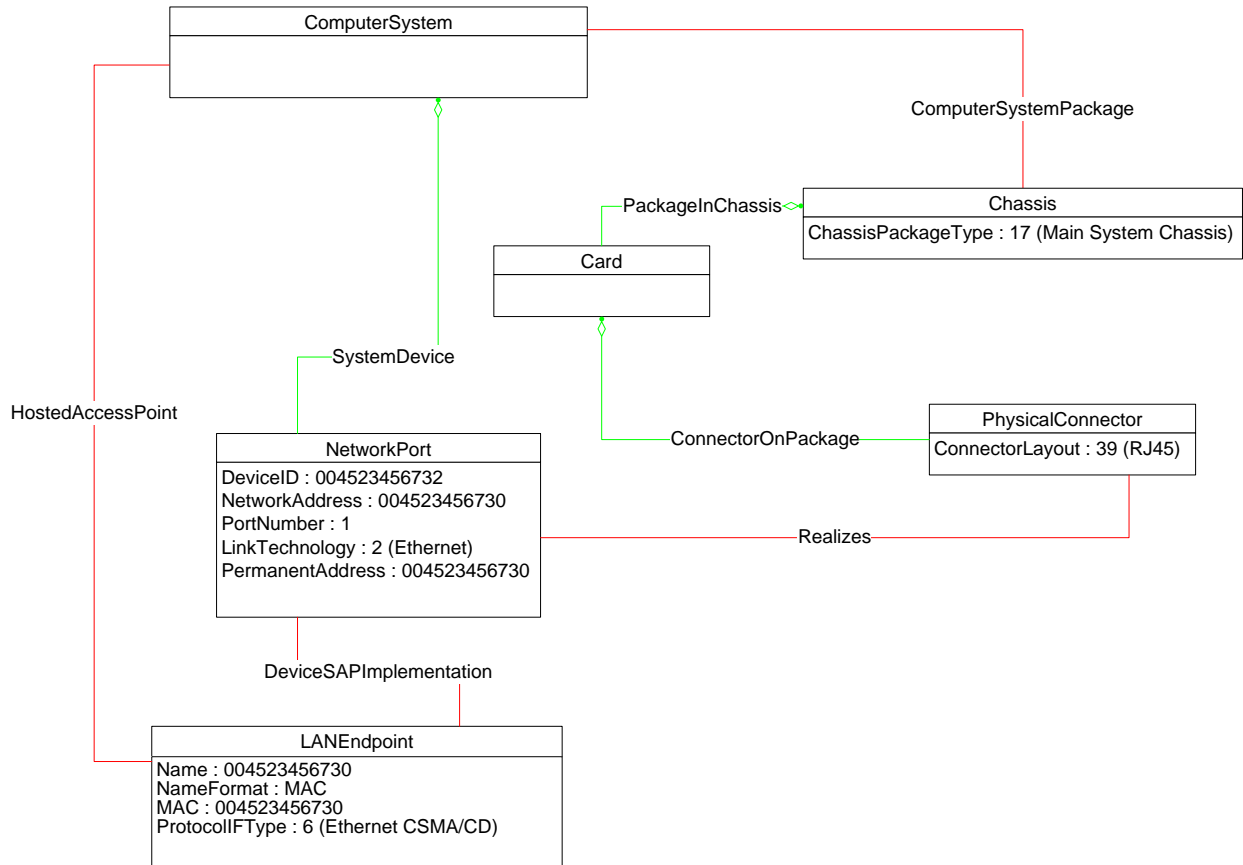 ComputerSystem
ComputerSystemPackage
PackageInChassis
Chassis
ChassisPackageType : 17 (Main System Chassis)
Card
SystemDevice
HostedAccessPoint
ConnectorOnPackage
PhysicalConnector
ConnectorLayout : 39 (RJ45)
NetworkPort
DeviceID : 004523456732
NetworkAddress : 004523456730
PortNumber : 1
LinkTechnology : 2 (Ethernet)
PermanentAddress : 004523456730
Realizes
DeviceSAPImplementation
LANEndpoint
Name : 004523456730
NameFormat : MAC
MAC : 004523456730
ProtocolIFType : 6 (Ethernet CSMA/CD)